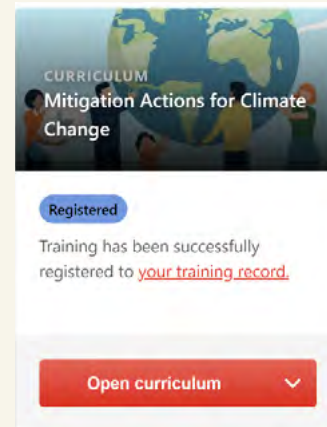 CURRICULUM
Mitigation Actions for Climate
Change
Registered
Training has been successfully
registered to your training record.
Open curriculum